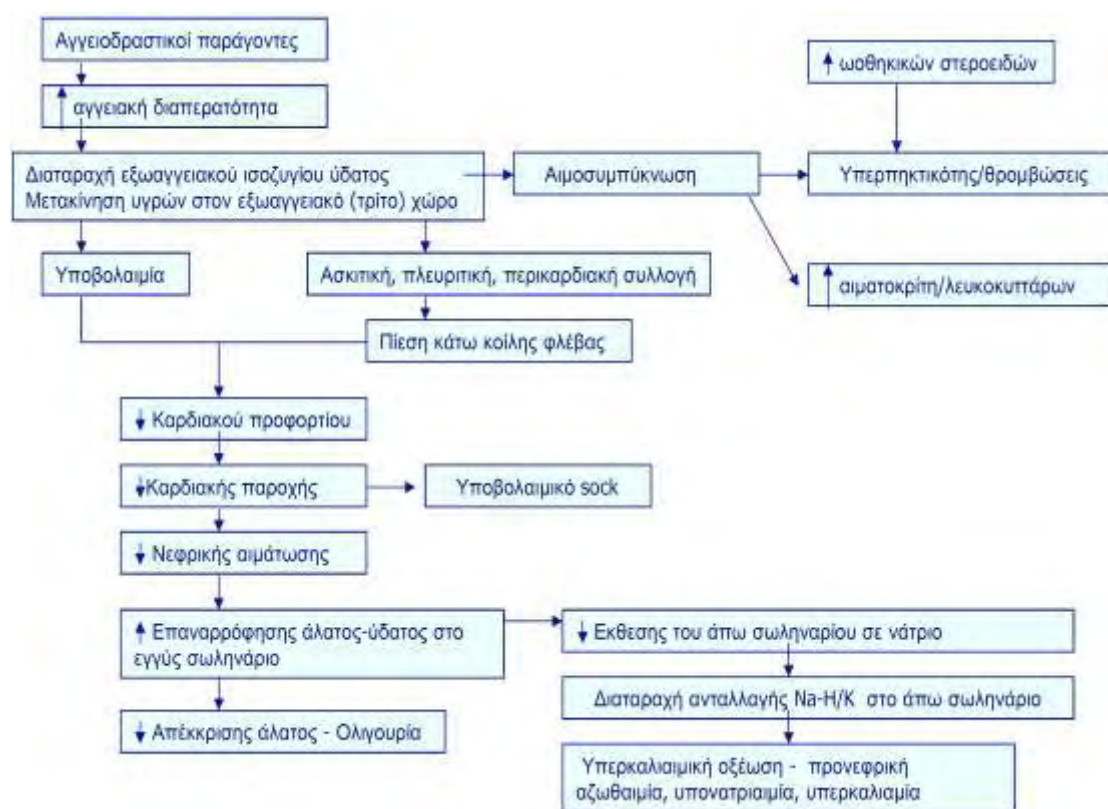 Αγγειοδραστικοί παράγοντες
ωοθηκικών στεροειδών
αγγειακή διαπερατότητα
Διαταραχή εξωαγγειακού ισοζυγίου ύδατος
Μετακίνηση υγρών στον εξωαγγειακό (τρίτο) χώρο
Αιμοσυμπύκνωση
Υπερπηκτικότης/θρομβώσεις
Υποβολαιμία
Ασκιτική, πλευριτική, περικαρδιακή συλλογή
αιματοκρίτη/λευκοκυττάρων
Πίεση κάτω κοίλης φλέβας
Καρδιακού προφορτίου
Καρδιακής παροχής
Υποβολαιμικό sock
Νεφρικής αιμάτωσης
Επαναρρόφησης άλατος-ύδατος στο
εγγύς σωληνάριο
Εκθεσης του άπω σωληναρίου σε νάτριο
Διαταραχή ανταλλαγής Na-H/K στο άπω σωληνάριο
Απέκκρισης άλατος - Ολιγουρία
Υπερκαλιαιμική οξέωση - προνεφρική
αζωθαιμία, υπονατριαιμία, υπερκαλιαμία